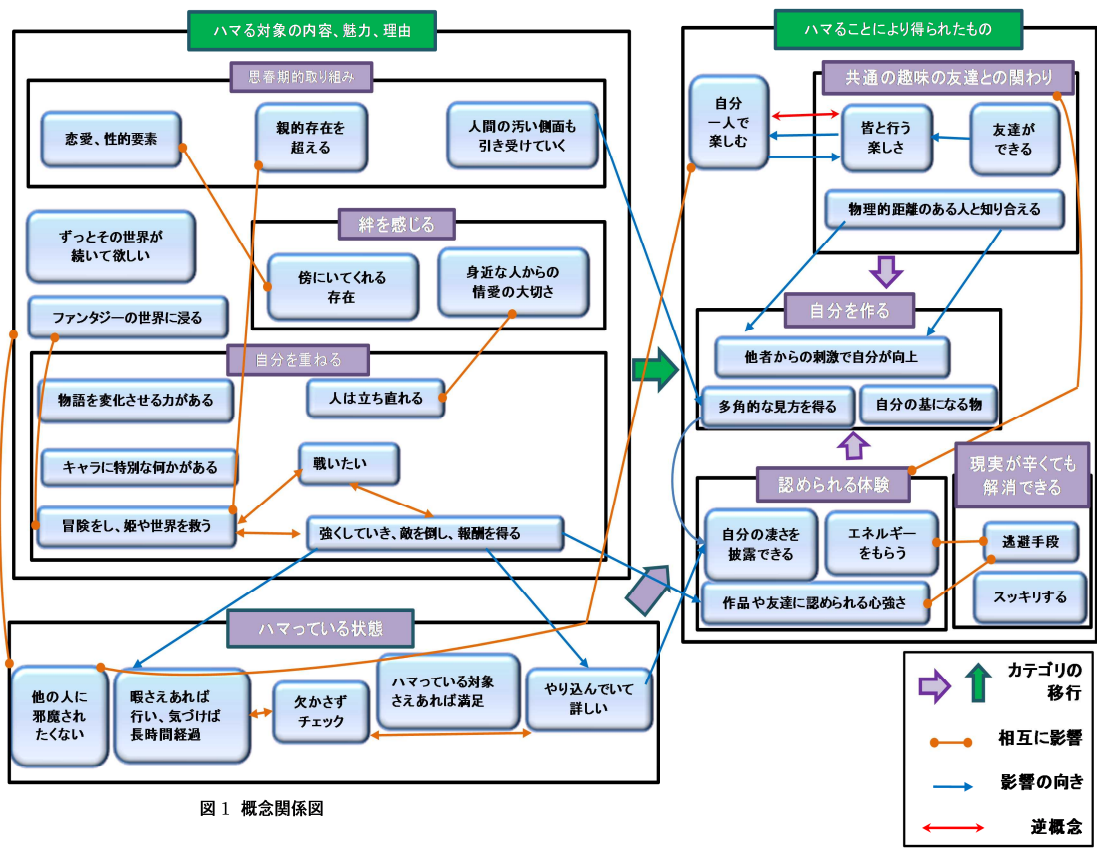 ハマる対象の内容、魅力、理由
思春期的取り組み
恋愛、性的要素
親的存在を
超える
人間の汚い側面も
引き受けていく
ずっとその世界が
続いて欲しい
絆を感じる
傍にいてくれる
存在
身近な人からの
情愛の大切さ
ファンタジーの世界に浸る
自分を重ねる
物語を変化させる力がある
人は立ち直れる
キャラに特別な何かがある
戦いたい
冒険をし、姫や世界を救う
強くしていき、敵を倒し、報酬を得る
ハマっている状態
他の人に
邪魔され
たくない
暇さえあれば
行い、気づけば
長時間経過
欠かさず
チェック
ハマっている対象
さえあれば満足
やり込んでいて
詳しい
ハマることにより得られたもの
共通の趣味の友達との関わり
自分
一人で
楽しむ
皆と行う
楽しさ
友達が
できる
物理的距離のある人と知り合える
自分を作る
他者からの刺激で自分が向上
多角的な見方を得る
自分の基になる物
認められる体験
自分の凄さを
披露できる
エネルギー
をもらう
作品や友達に認められる心強さ
現実が辛くても
解消できる
逃避手段
スッキリする
カテゴリの
移行
相互に影響
影響の向き
逆概念
図1 概念関係図